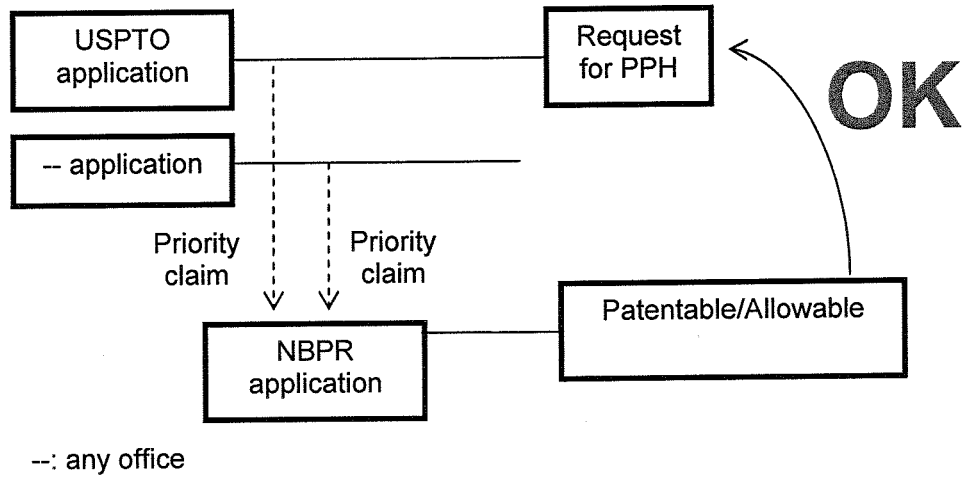 USPTO
application
Request
for PPH
OK
-- application
Priority
claim
Priority
claim
Patentable/Allowable
NBPR
application
--: any office